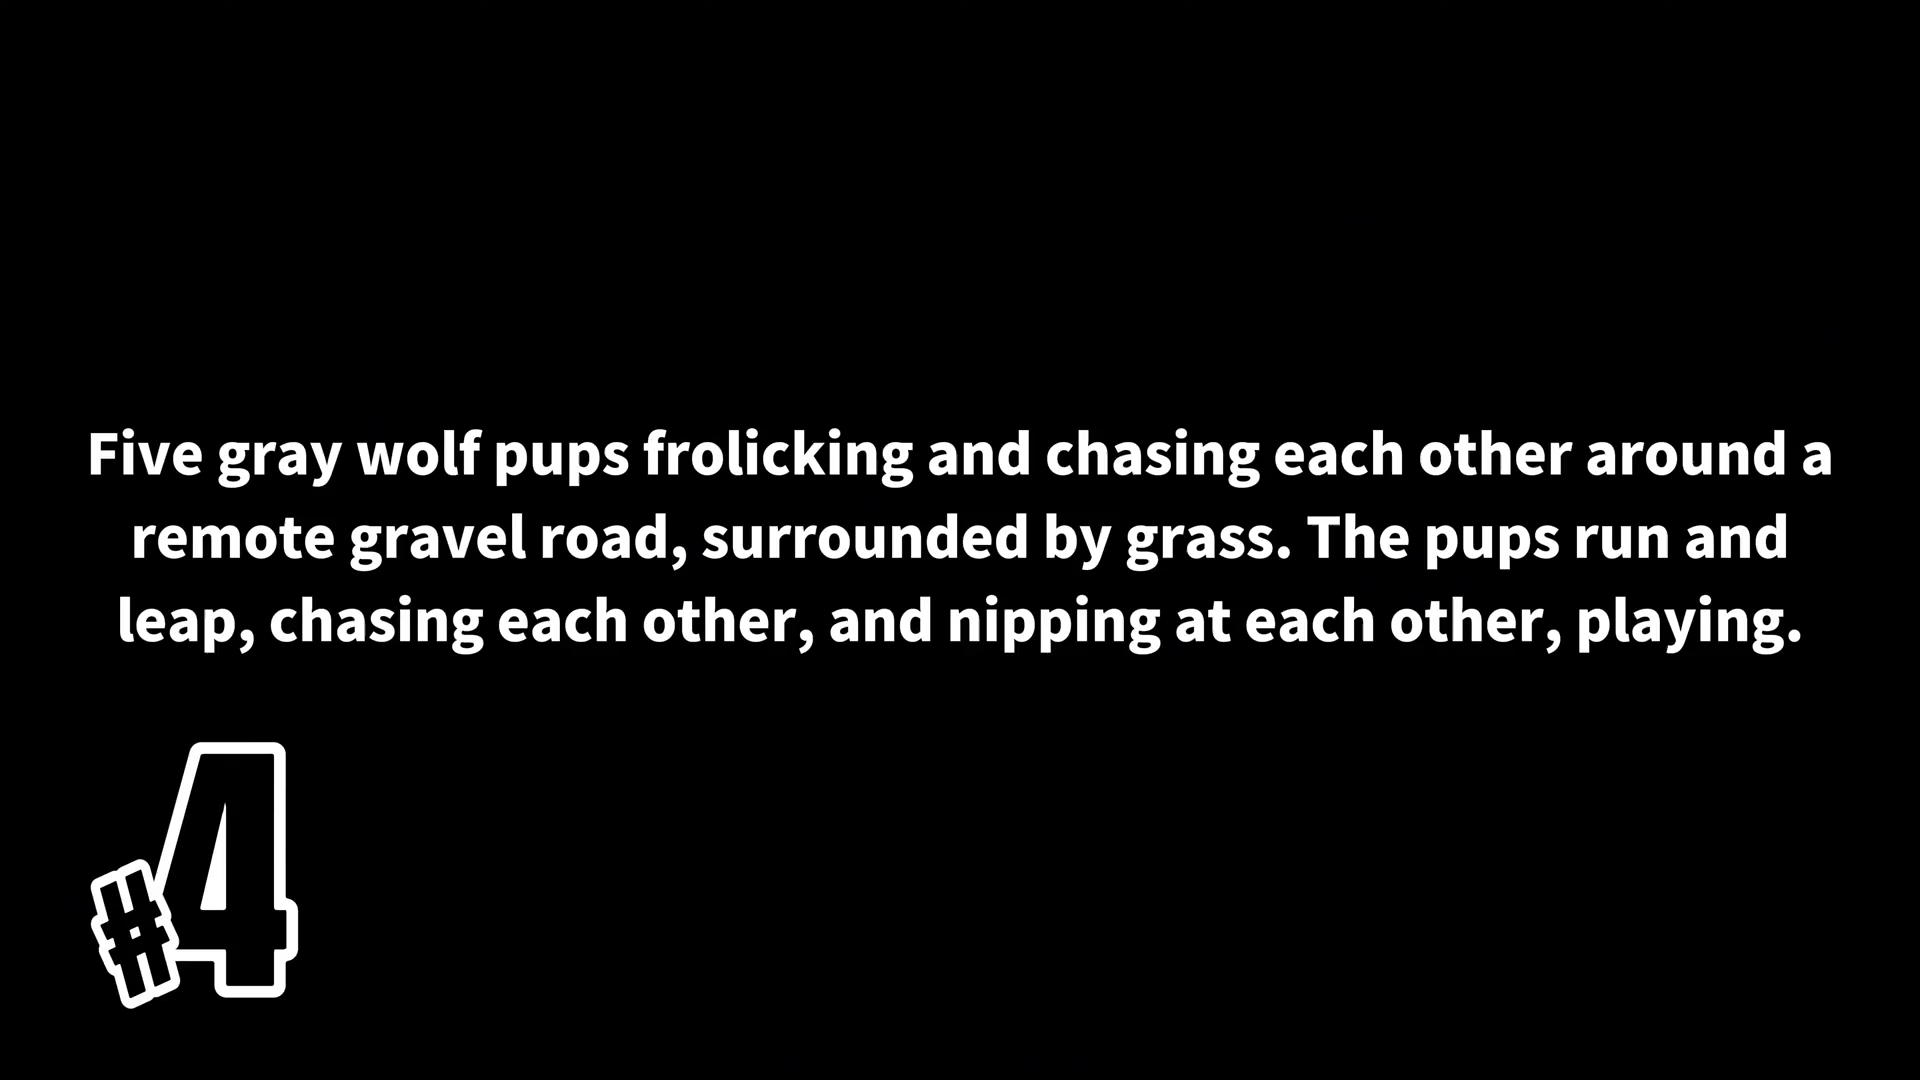 Five gray wolf pups frolicking and chasing each other around a
remote gravel road, surrounded by grass. The pups run and
leap, chasing each other, and nipping at each other, playing.
#4